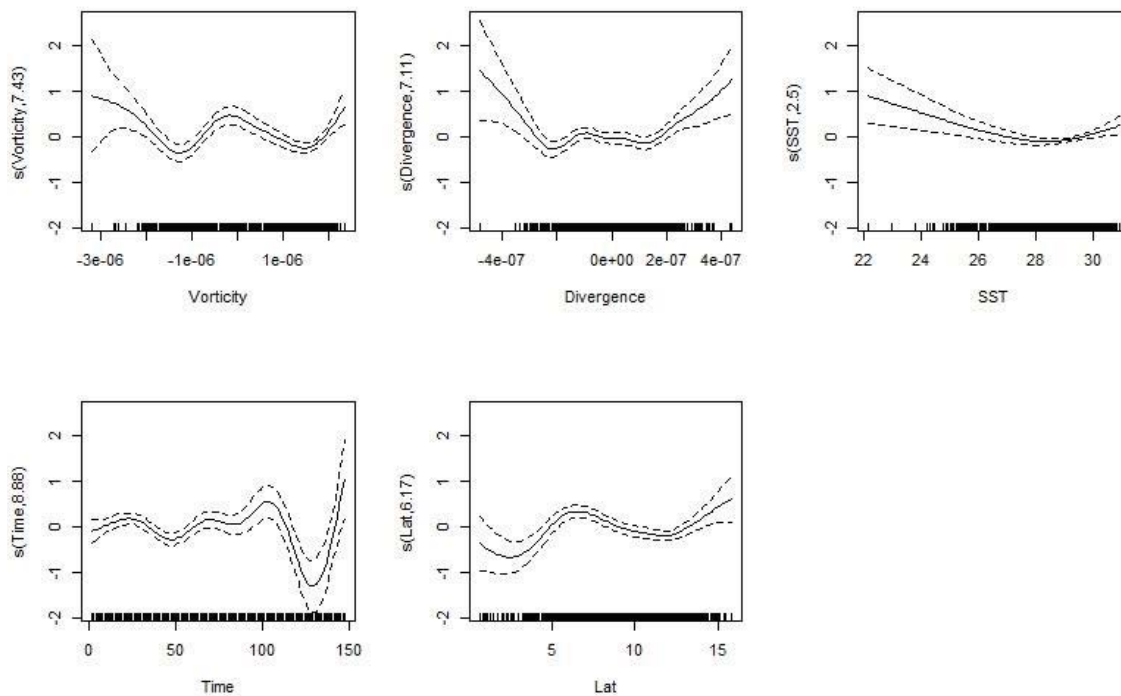 s(Vorticity,7.43)
2
1
0
-1
-2
-3e-06 -1e-06 1e-06
Vorticity
s(Divergence,7.11)
2
1
0
-1
-2
-4e-07 0e+00 2e-07 4e-07
Divergence
s(SST,2.5)
2
1
0
-1
-2
22 24 26 28 30
SST
s(Time,8.88)
2
1
0
-1
-2
0 50 100 150
Time
s(Lat,6.17)
2
1
0
-1
-2
5 10 15
Lat